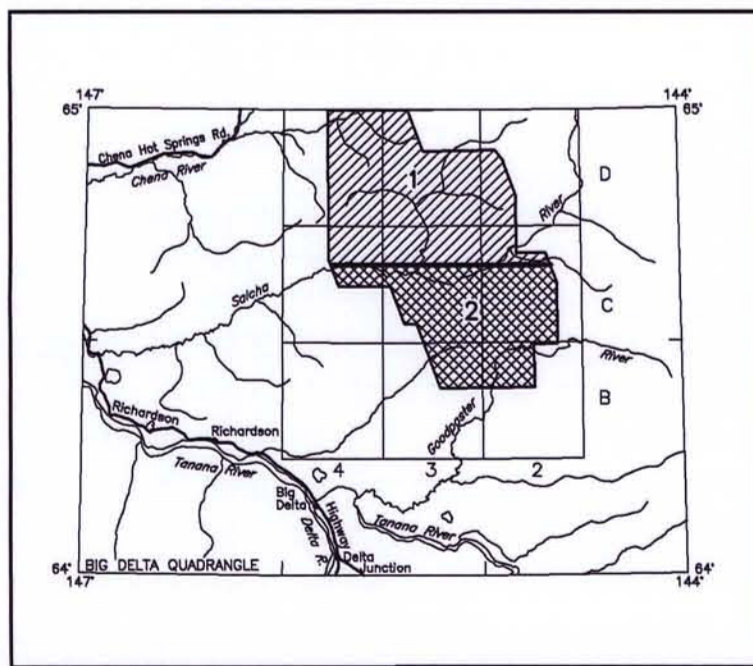 147°
144°
65°
65°
Chena Hot Springs Rd.
Chena River
1
D
River
Salcha
2
C
River
B
Richardson
Richardson
Goodpaster
Tanana River
4
3
2
Big
Delta
Highway
Delta R.
Tanana River
Delta
Junction
64°
BIG DELTA QUADRANGLE
64°
147°
144°